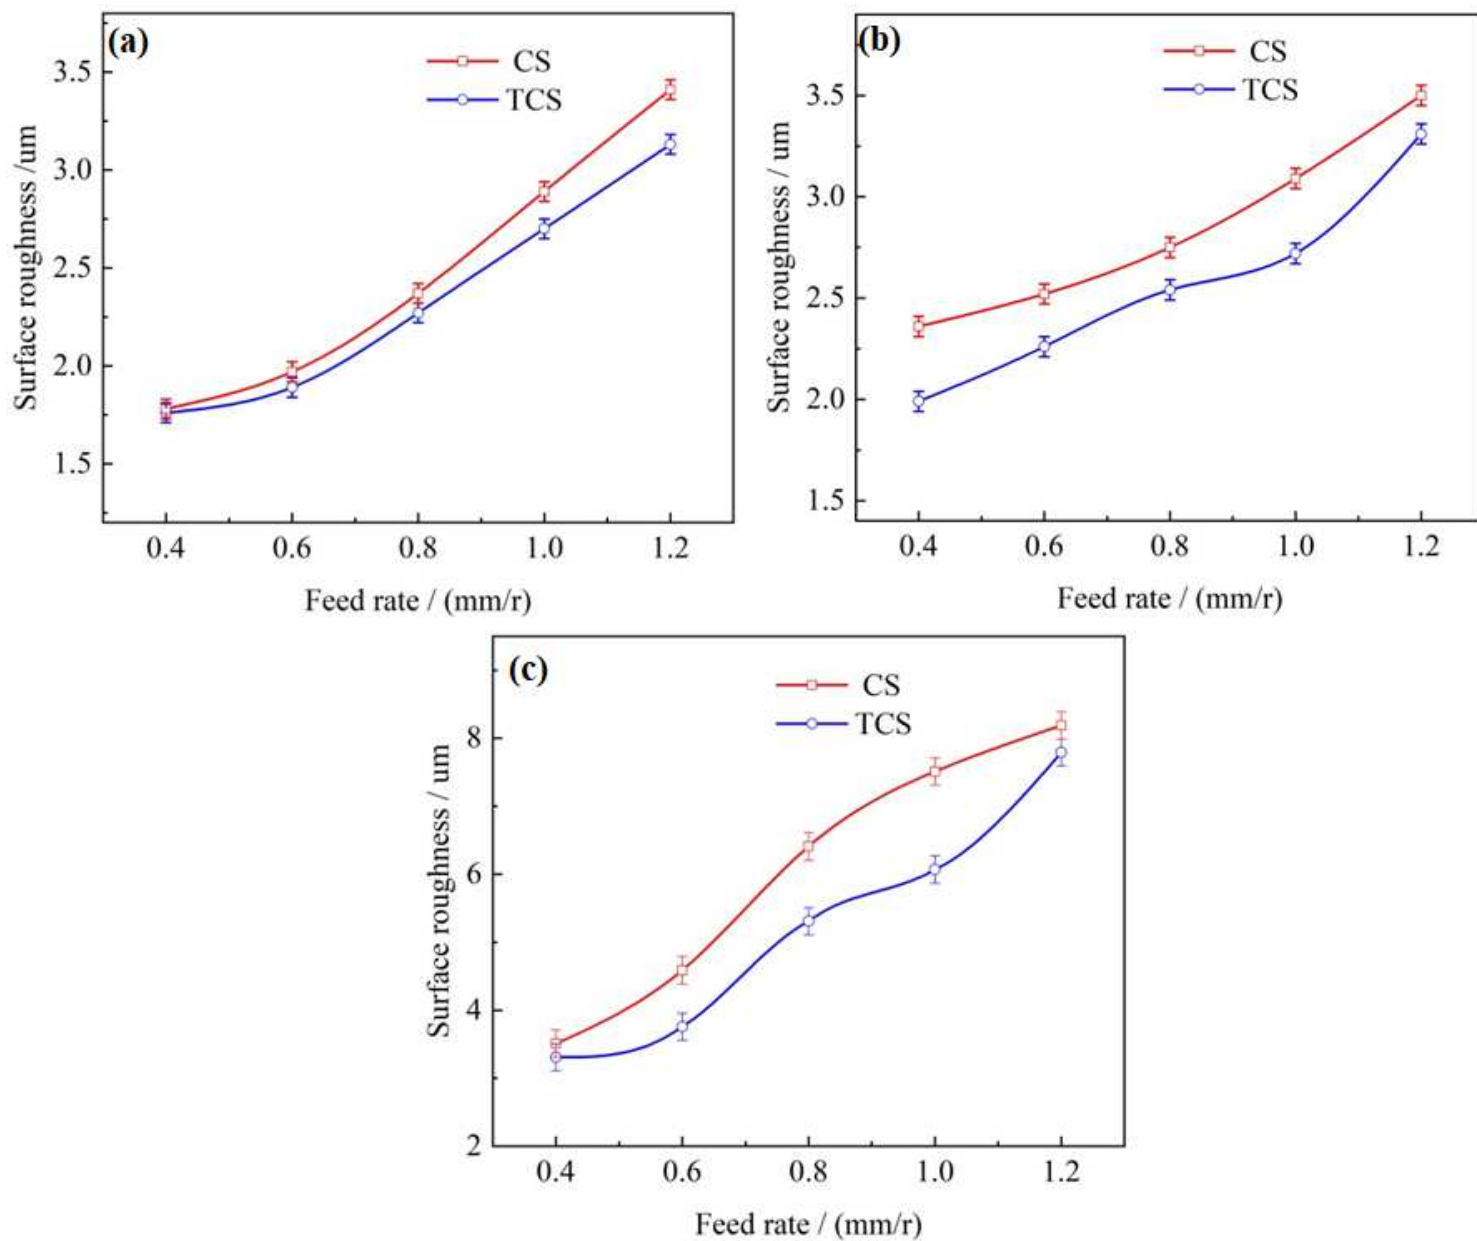 (a)
CS
TCS
3.5
3.0
2.5
2.0
1.5
Surface roughness /um
0.4 0.6 0.8 1.0 1.2
Feed rate / (mm/r)
(b)
CS
TCS
3.5
3.0
2.5
2.0
1.5
Surface roughness / um
0.4 0.6 0.8 1.0 1.2
Feed rate / (mm/r)
(c)
CS
TCS
8
6
4
2
Surface roughness / um
0.4 0.6 0.8 1.0 1.2
Feed rate / (mm/r)